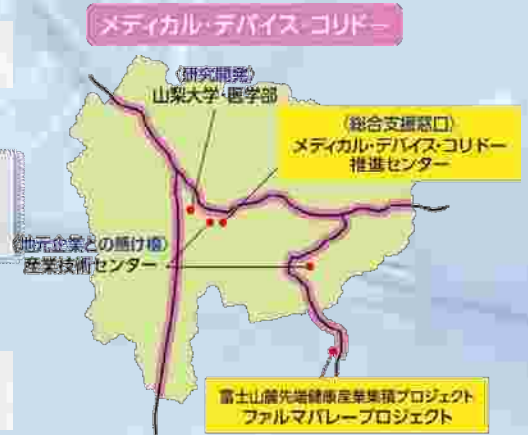 メディカル・デバイス・コリドー
〈研究開発〉
山梨大学・医学部
〈総合支援窓口〉
メディカル・デバイス・コリドー
推進センター
〈地元企業との懸け橋〉
産業技術センター
富士山麓先端健康産業集積プロジェクト
ファルマバレープロジェクト